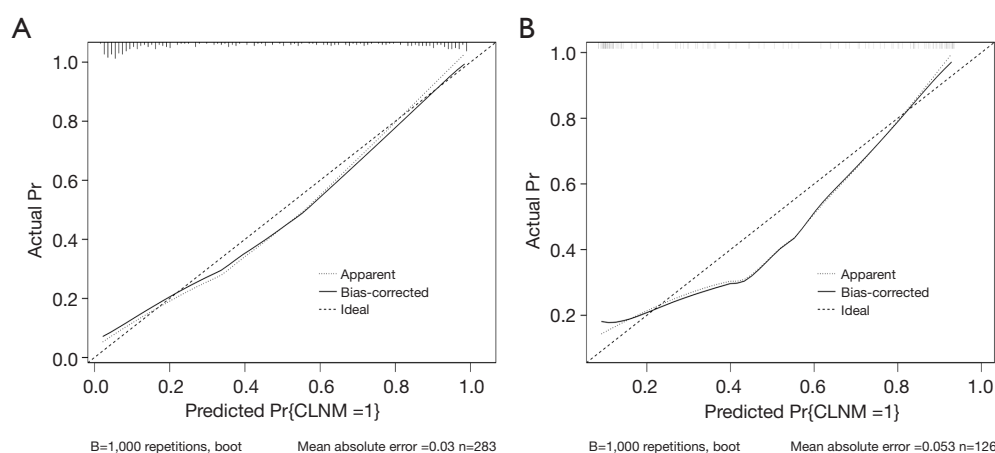 A
1.0
0.8
0.6
0.4
0.2
0.0
Actual Pr
Apparent
Bias-corrected
Ideal
0.0 0.2 0.4 0.6 0.8 1.0
Predicted Pr{CLNM =1}
B=1,000 repetitions, boot Mean absolute error =0.03 n=283
B
1.0
0.8
0.6
0.4
0.2
Actual Pr
Apparent
Bias-corrected
Ideal
0.2 0.4 0.6 0.8 1.0
Predicted Pr{CLNM =1}
B=1,000 repetitions, boot Mean absolute error =0.053 n=126